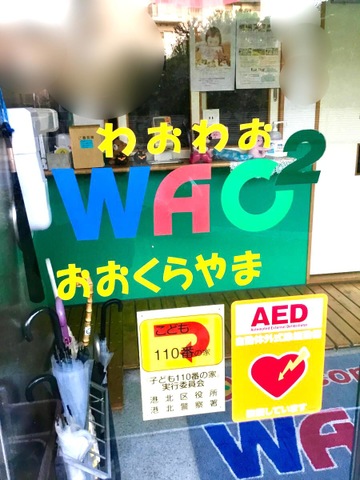 わおわお
WAO2
おおくらやま
こども
110番の家
子ども110番の家
実行委員会
港北区役所
港北警察署
AED
WA